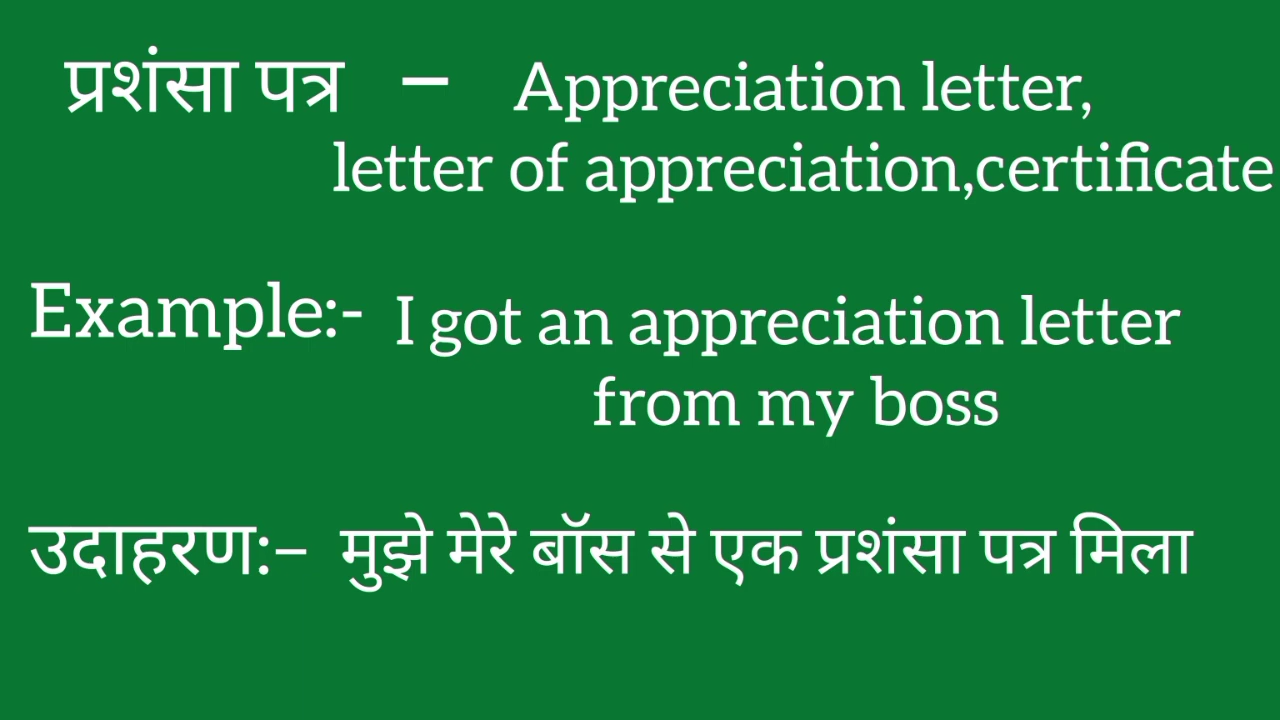 प्रशंसा पत्र – Appreciation letter,
letter of appreciation,certificate
Example:- I got an appreciation letter
from my boss
उदाहरण:– मुझे मेरे बॉस से एक प्रशंसा पत्र मिला